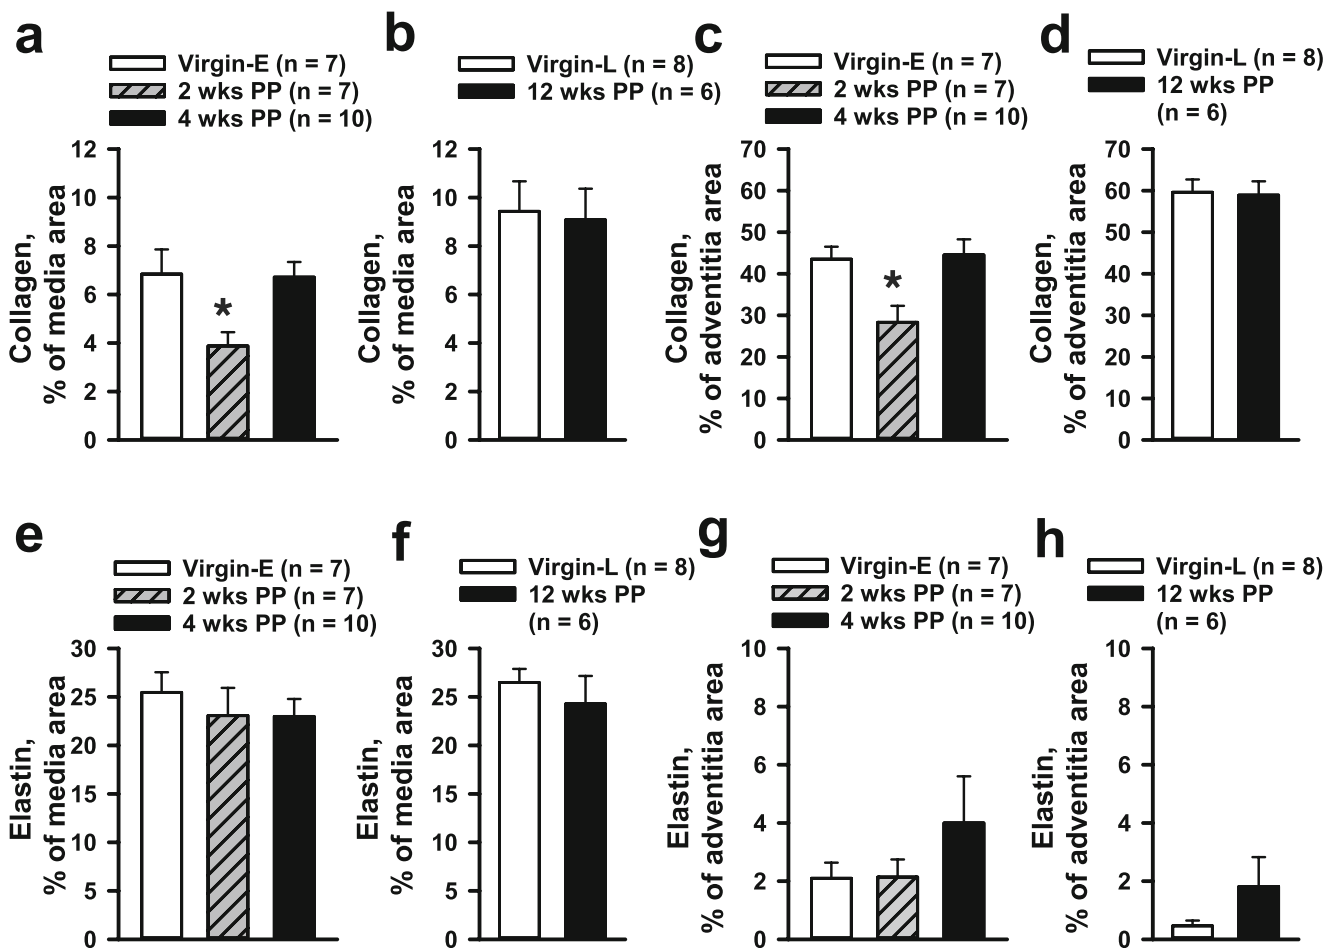 a
Virgin-E (n = 7)
2 wks PP (n = 7)
4 wks PP (n = 10)
Collagen,
% of media area
12
10
8
6
4
2
0
*
b
Virgin-L (n = 8)
12 wks PP (n = 6)
Collagen,
% of media area
12
10
8
6
4
2
0
c
Virgin-E (n = 7)
2 wks PP (n = 7)
4 wks PP (n = 10)
Collagen,
% of adventitia area
70
60
50
40
30
20
10
0
*
d
Virgin-L (n = 8)
12 wks PP
(n = 6)
Collagen,
% of adventitia area
70
60
50
40
30
20
10
0
e
Virgin-E (n = 7)
2 wks PP (n = 7)
4 wks PP (n = 10)
Elastin,
% of media area
30
25
20
15
10
5
0
f
Virgin-L (n = 8)
12 wks PP
(n = 6)
Elastin,
% of media area
30
25
20
15
10
5
0
g
Virgin-E (n = 7)
2 wks PP (n = 7)
4 wks PP (n = 10)
Elastin,
% of adventitia area
10
8
6
4
2
0
h
Virgin-L (n = 8)
12 wks PP
(n = 6)
Elastin,
% of adventitia area
10
8
6
4
2
0